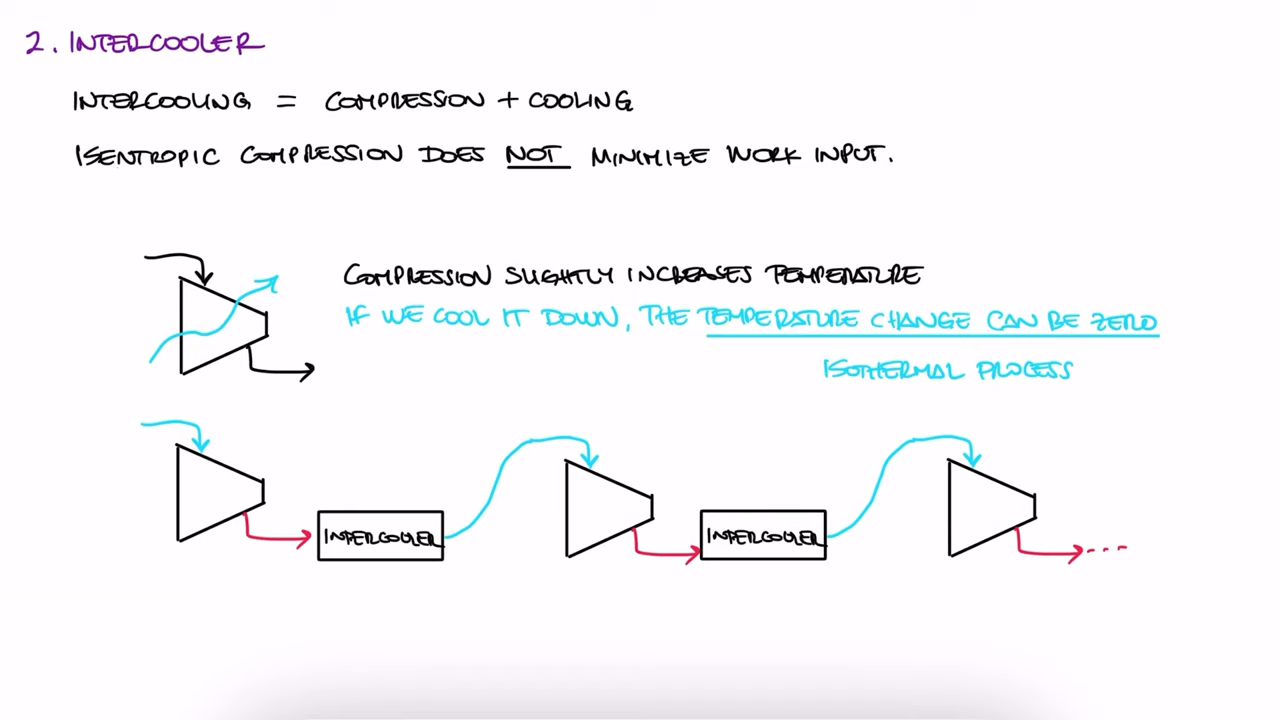 2. INTERCOOLER
INTERCOOLING = COMPRESSION + COOLING
ISENTROPIC COMPRESSION DOES NOT MINIMIZE WORK INPUT.
COMPRESSION SLIGHTLY INCREASES TEMPERATURE
IF WE COOL IT DOWN, THE TEMPERATURE CHANGE CAN BE ZERO
ISOTHERMAL PROCESS
INTERCOOLER
INTERCOOLER